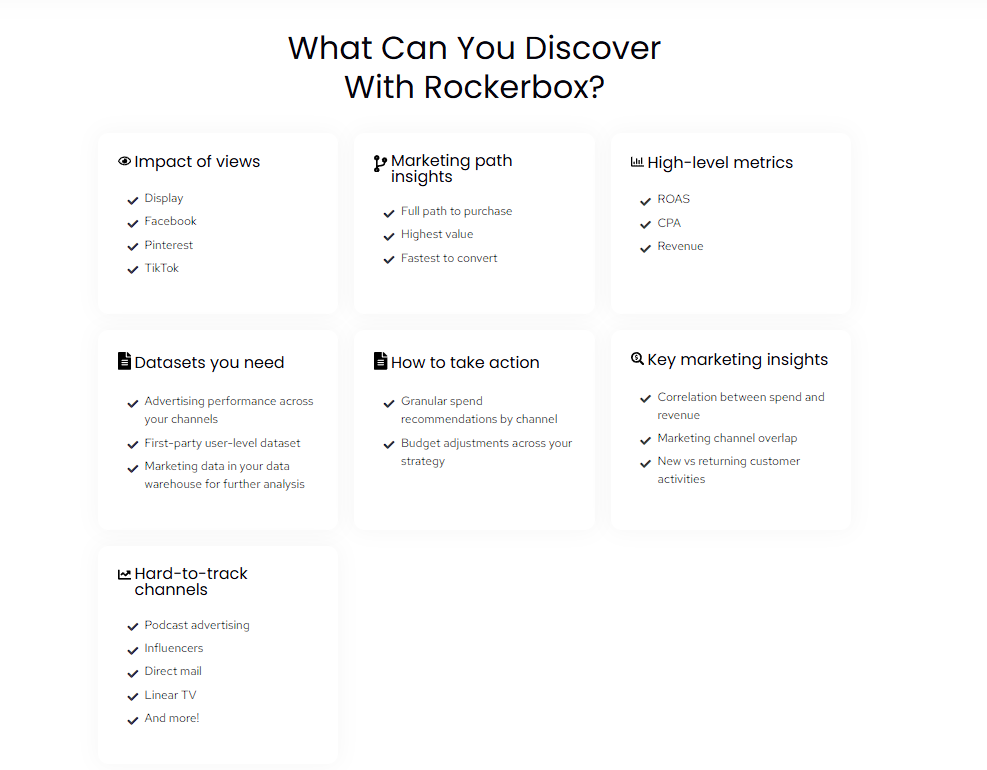 What Can You Discover
With Rockerbox?
Impact of views
Display
Facebook
Pinterest
TikTok
Marketing path
insights
Full path to purchase
Highest value
Fastest to convert
High-level metrics
ROAS
CPA
Revenue
Datasets you need
Advertising performance across
your channels
First-party user-level dataset
Marketing data in your data
warehouse for further analysis
How to take action
Granular spend
recommendations by channel
Budget adjustments across your
strategy
Key marketing insights
Correlation between spend and
revenue
Marketing channel overlap
New vs returning customer
activities
Hard-to-track
channels
Podcast advertising
Influencers
Direct mail
Linear TV
And more!